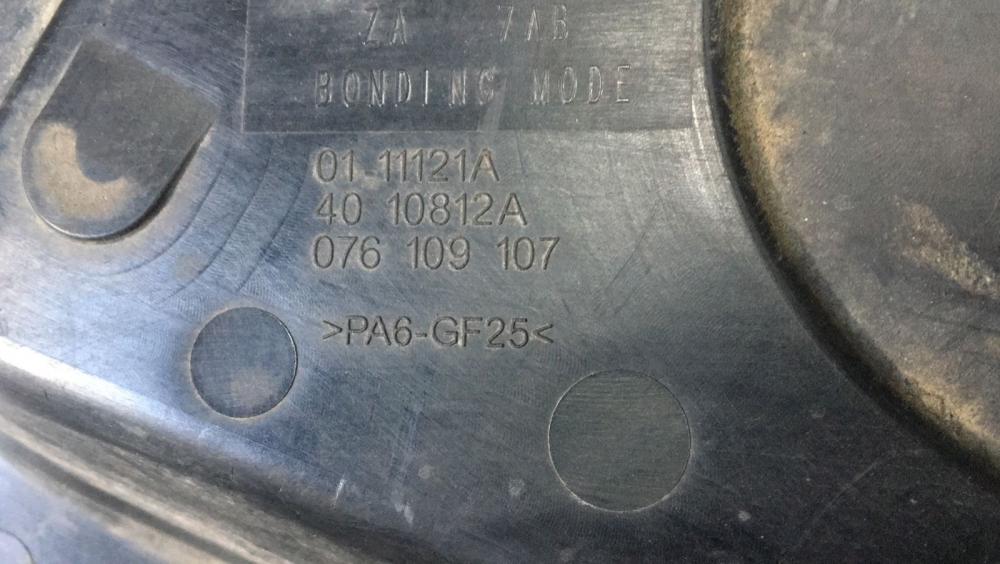 ZA 7AB
BONDING MODE
01 11121A
40 10812A
076 109 107
>PA6-GF25<